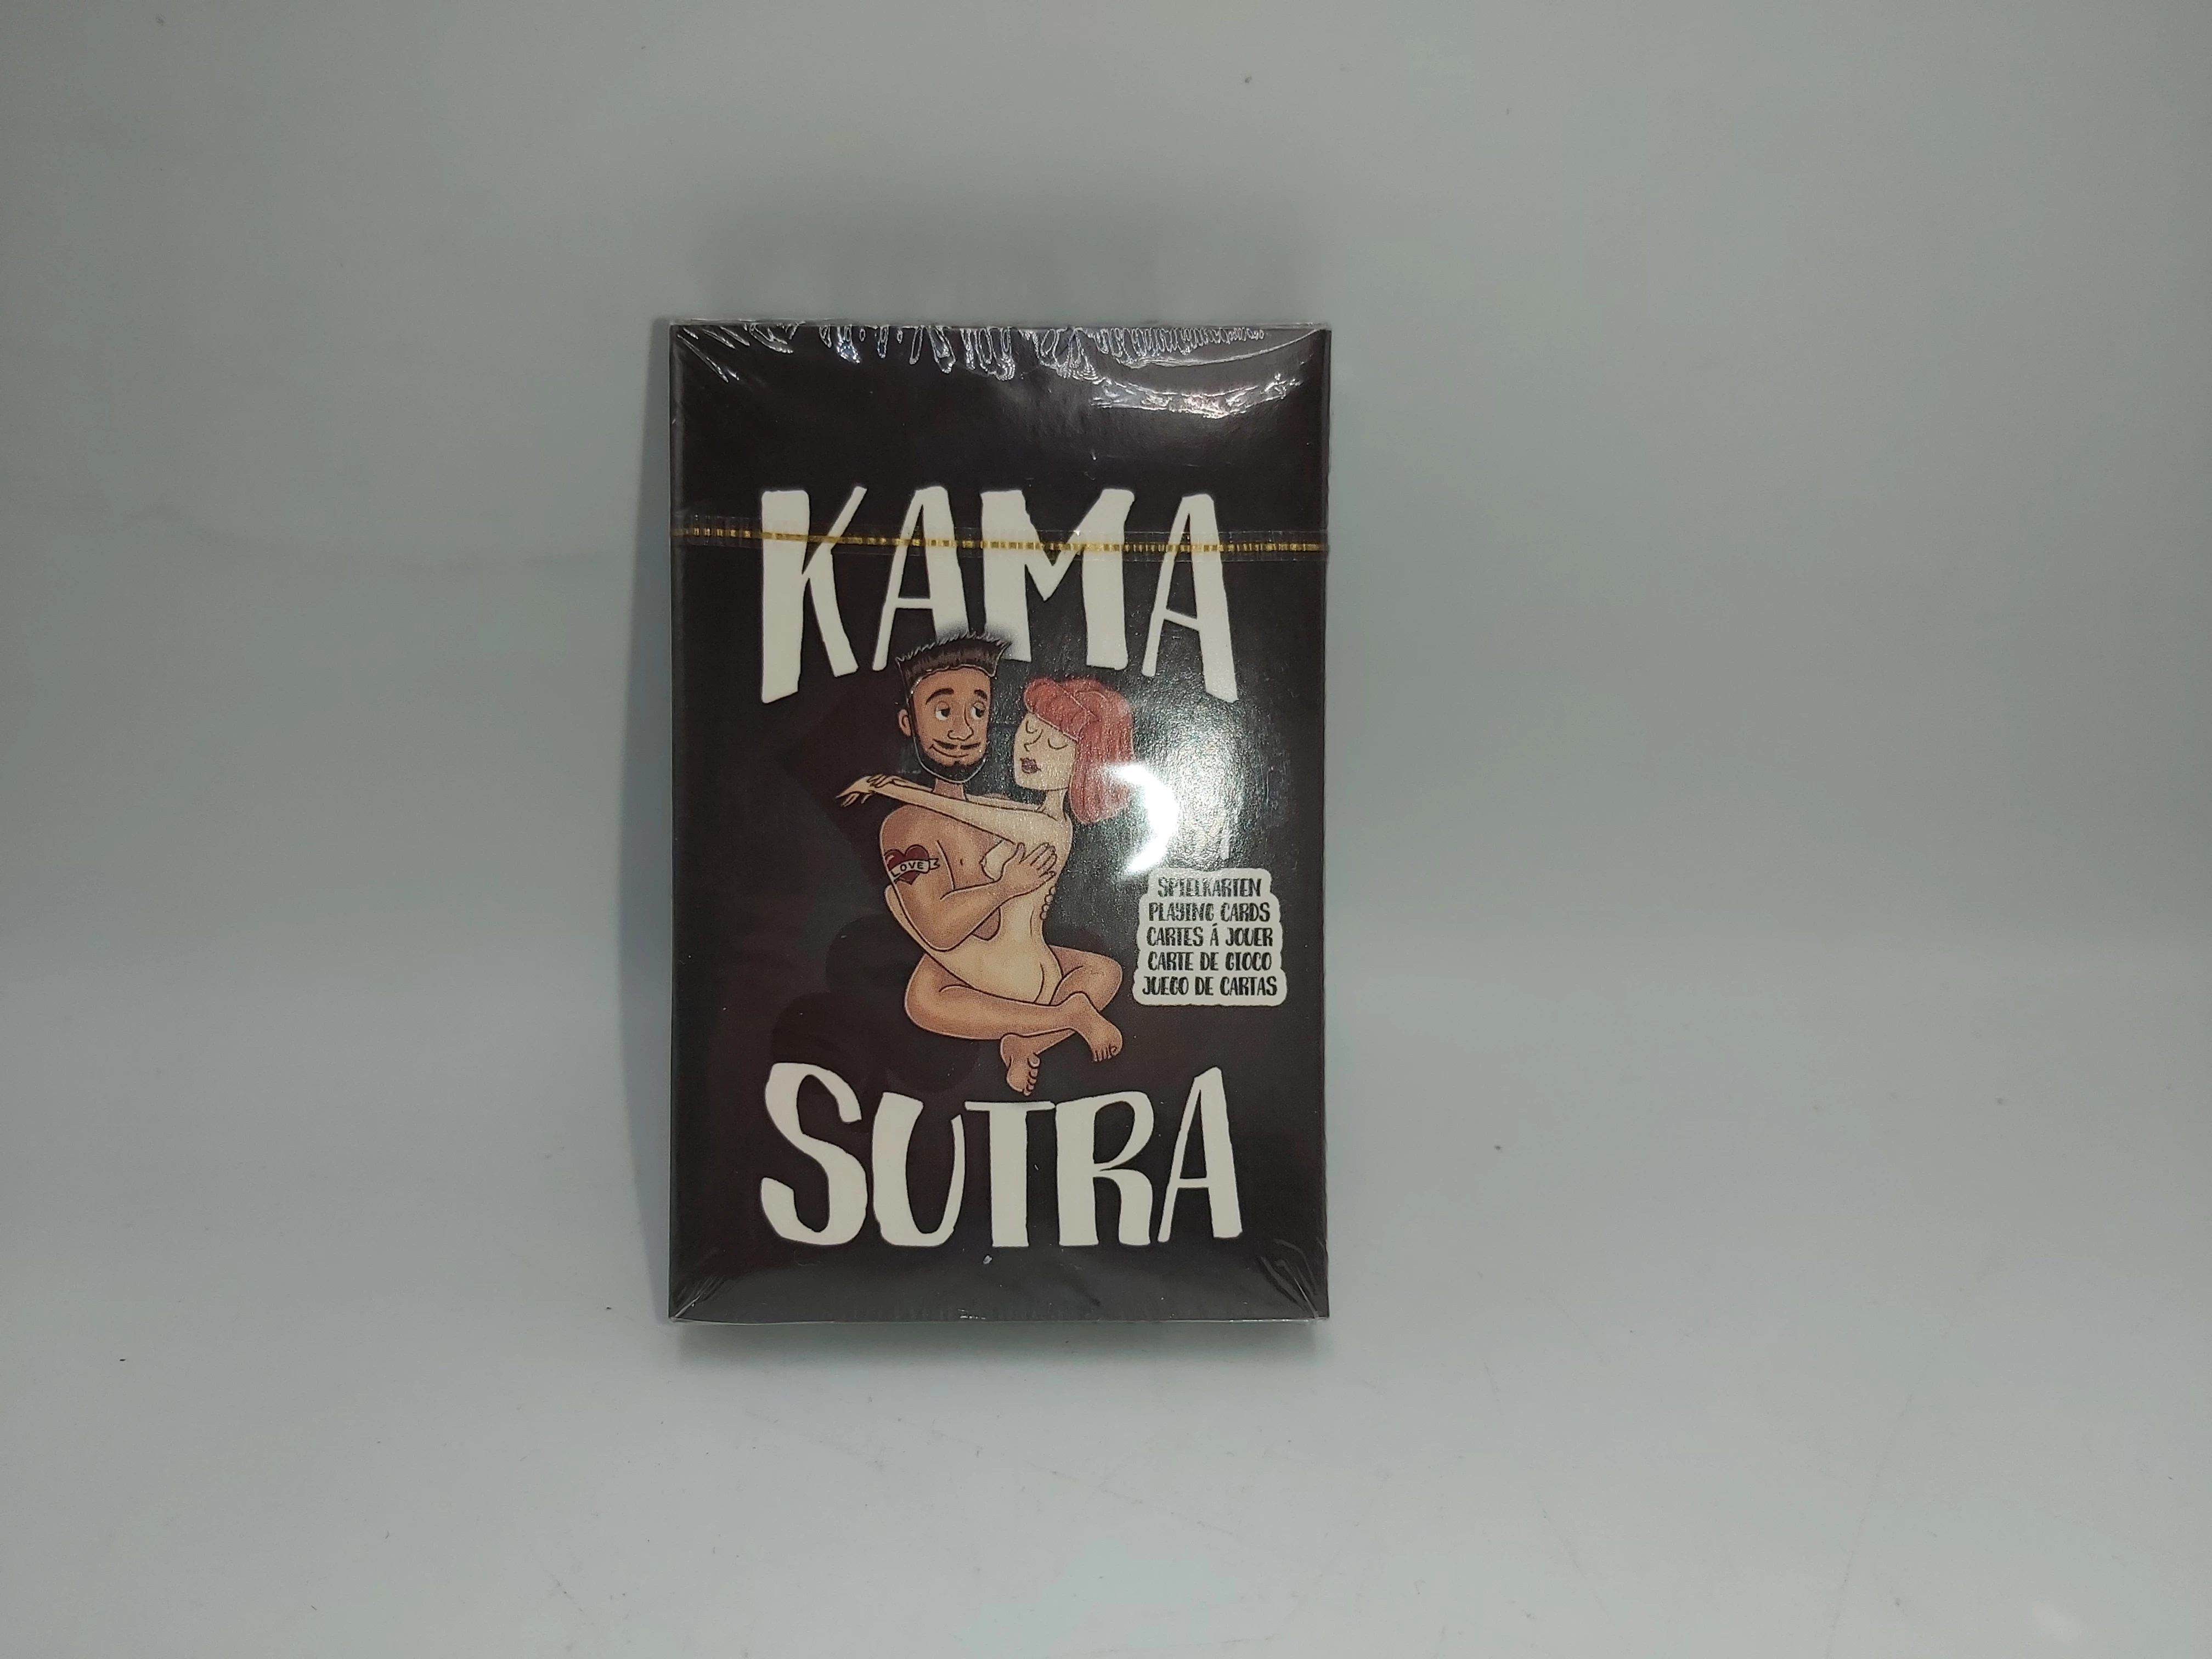 KAMA
LOVE
SPIELKARTEN
PLAYING CARDS
CARTES Á JOUER
CARTE DE GIOCO
JUEGO DE CARTAS
SUTRA